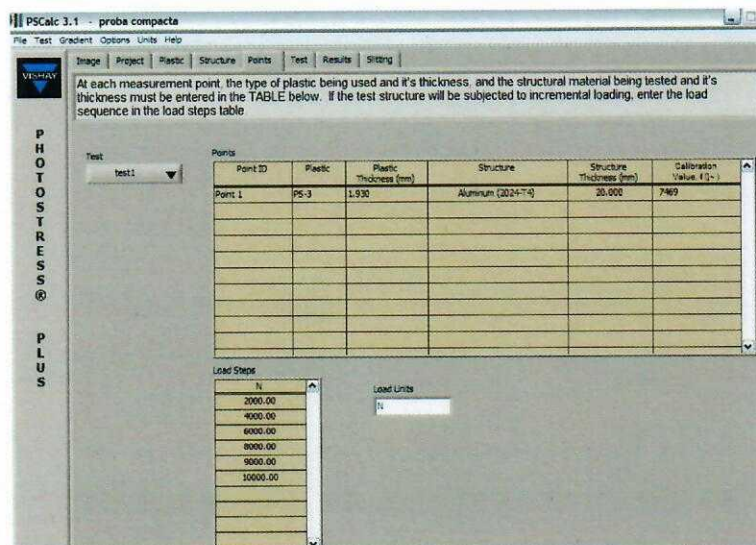 PSCalc 3.1 - proba compacta
File Test Gradient Options Units Help
Image Project Plastic Structure Points Test Results Slitting
VISHAY
At each measurement point, the type of plastic being used and it's thickness, and the structural material being tested and it's
thickness must be entered in the TABLE below. If the test structure will be subjected to incremental loading, enter the load
sequence in the load steps table
PHOTOSTRESS® PLUS
Test
test1
Points
Point ID Plastic Plastic Thickness (mm) Structure Structure Thickness (mm) Calibration Value, f
Point 1 PS-3 1.930 Aluminum (2024-T4) 20.000 7469
Load Steps
N
2000.00
4000.00
6000.00
8000.00
9000.00
10000.00
Load Units
N